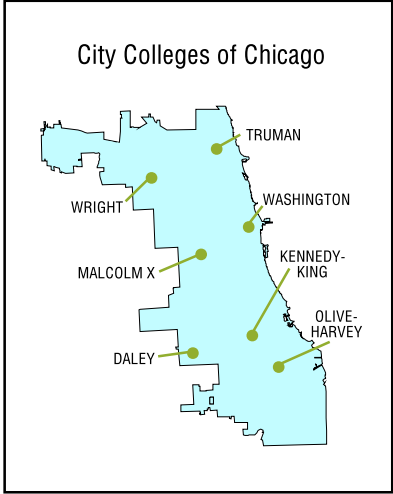 City Colleges of Chicago
TRUMAN
WRIGHT
WASHINGTON
MALCOLM X
KENNEDY-
KING
OLIVE-
HARVEY
DALEY